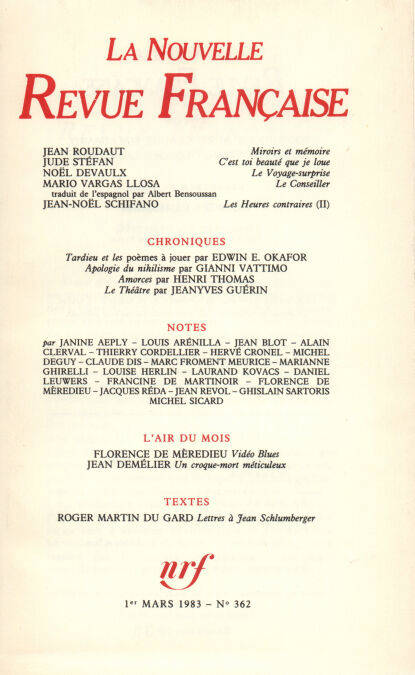 LA NOUVELLE
REVUE FRANÇAISE
JEAN ROUDAUT Miroirs et mémoire
JUDE STÉFAN C'est toi beauté que je loue
NOËL DEVAULX Le Voyage-surprise
MARIO VARGAS LLOSA Le Conseiller
traduit de l'espagnol par Albert Bensoussan
JEAN-NOËL SCHIFANO Les Heures contraires (II)
CHRONIQUES
Tardieu et les poèmes à jouer par EDWIN E. OKAFOR
Apologie du nihilisme par GIANNI VATTIMO
Amorces par HENRI THOMAS
Le Théâtre par JEANYVES GUÉRIN
NOTES
par JANINE AEPLY – LOUIS ARÉNILLA – JEAN BLOT – ALAIN
CLERVAL – THIERRY CORDELLIER – HERVÉ CRONEL – MICHEL
DEGUY – CLAUDE DIS – MARC FROMENT MEURICE – MARIANNE
GHIRELLI – LOUISE HERLIN – LAURAND KOVACS – DANIEL
LEUWERS – FRANCINE DE MARTINOIR – FLORENCE DE
MÈREDIEU – JACQUES RÉDA – JEAN REVOL – GHISLAIN SARTORIS
MICHEL SICARD
L'AIR DU MOIS
FLORENCE DE MÈREDIEU Vidéo Blues
JEAN DEMÉLIER Un croque-mort méticuleux
TEXTES
ROGER MARTIN DU GARD Lettres à Jean Schlumberger
nrf
1er MARS 1983 – No 362